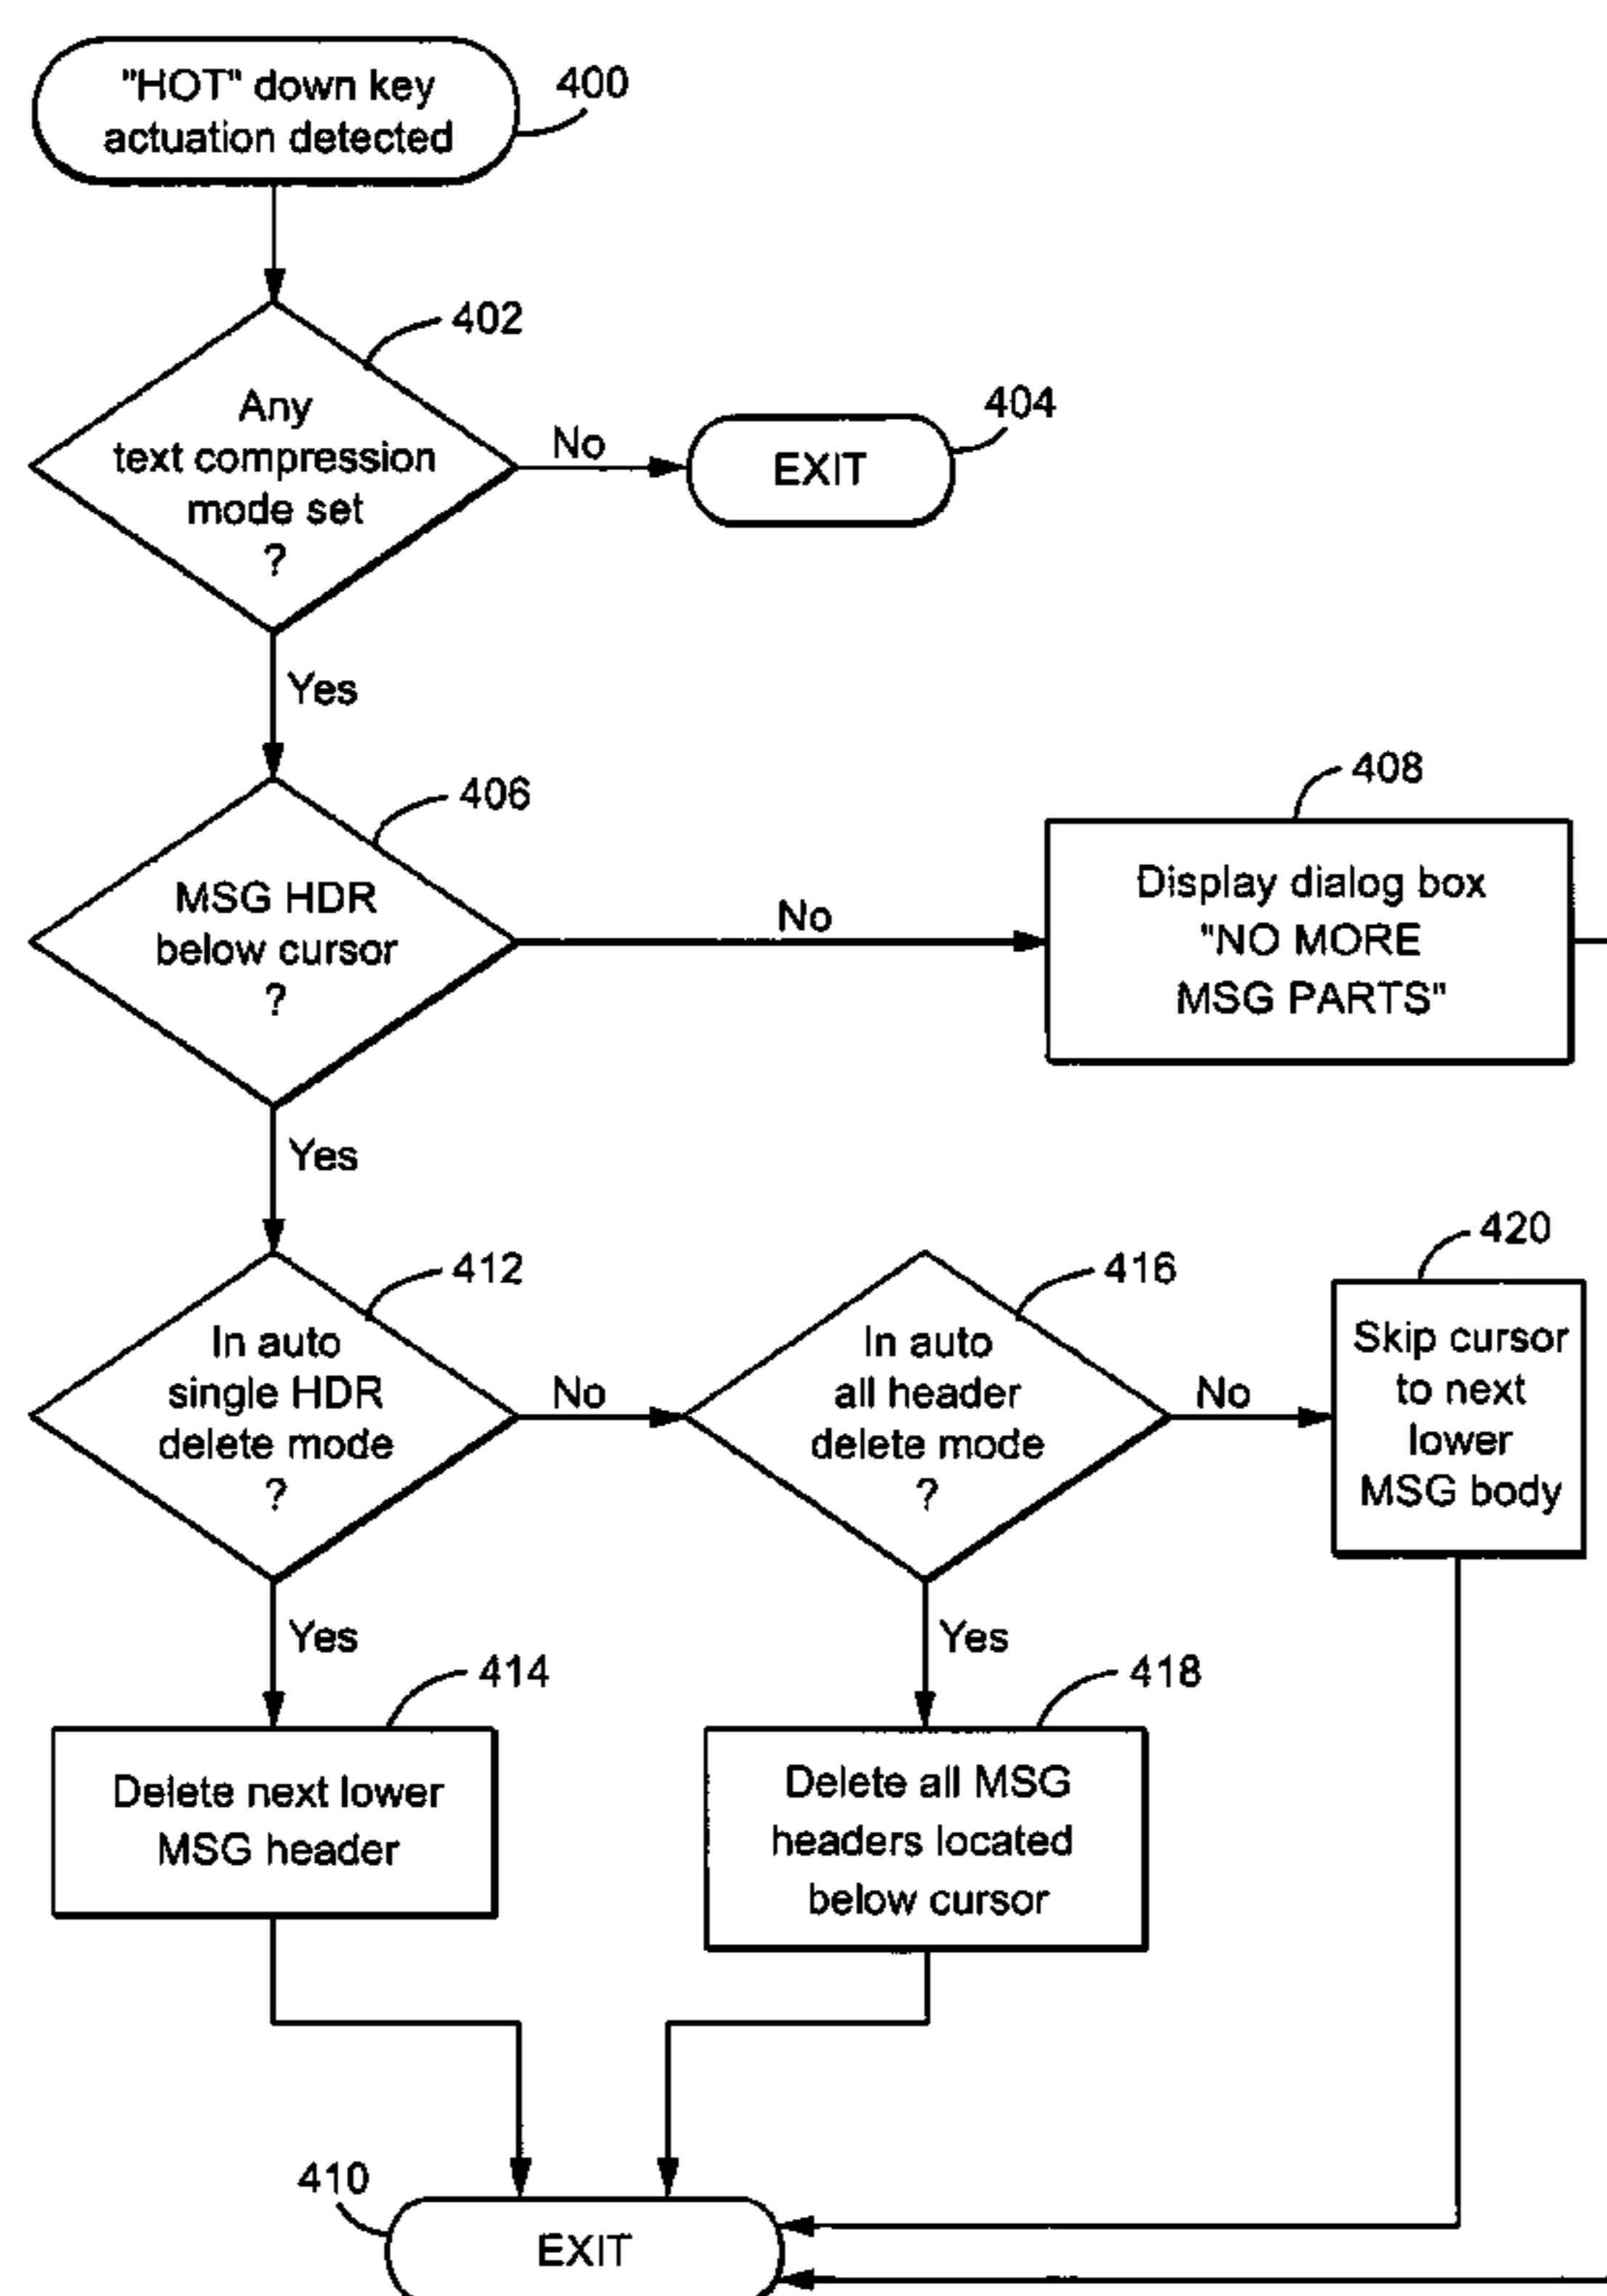 "HOT" down key
actuation detected
400
402
Any
text compression
mode set
?
No
404
EXIT
Yes
406
MSG HDR
below cursor
?
No
408
Display dialog box
"NO MORE
MSG PARTS"
Yes
412
In auto
single HDR
delete mode
?
No
416
In auto
all header
delete mode
?
No
420
Skip cursor
to next
lower
MSG body
Yes
414
Delete next lower
MSG header
Yes
418
Delete all MSG
headers located
below cursor
410
EXIT